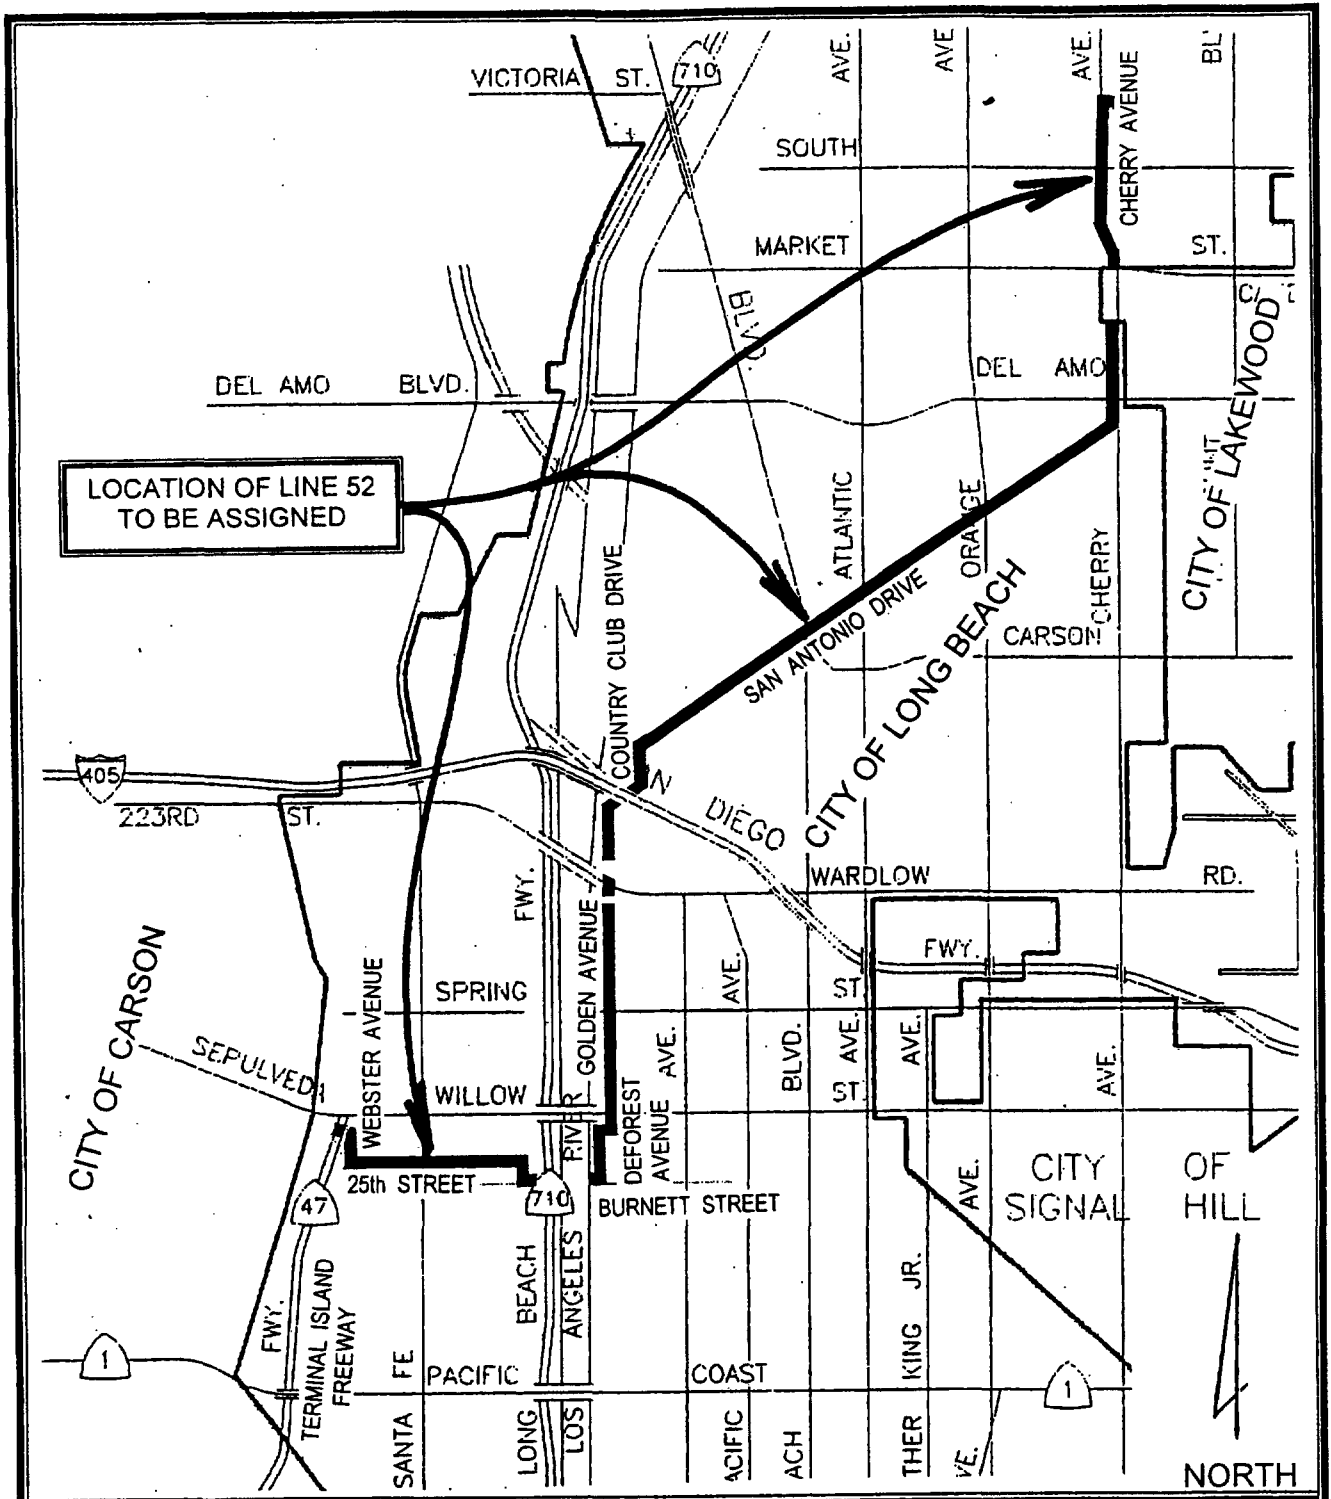 VICTORIA ST.
710
AVE.
AVE
AVE.
CHERRY AVENUE
SOUTH
MARKET
ST.
BLVD.
DEL AMO
BLVD.
DEL AMO
CITY OF LAKEWOOD
LOCATION OF LINE 52
TO BE ASSIGNED
ATLANTIC
ORANGE
CHERRY
COUNTRY CLUB DRIVE
SAN ANTONIO DRIVE
CARSON
CITY OF LONG BEACH
405
223RD
ST.
N
DIEGO
WARDLOW
RD.
FWY.
FWY.
CITY OF CARSON
WEBSTER AVENUE
SPRING
ST.
GOLDEN AVENUE
AVE.
AVE.
BLVD.
AVE.
AVE.
AVE.
SEPULVEDA
WILLOW
ST.
RIVER
DEFOREST
AVENUE
25th STREET
710
BURNETT STREET
47
AVE.
CITY OF
SIGNAL HILL
FWY.
TERMINAL ISLAND
FREEWAY
BEACH
ANGELES
KING JR.
1
SANTA FE
PACIFIC
COAST
1
LONG
LOS
ACIFIC
ACH
THER
VE.
NORTH